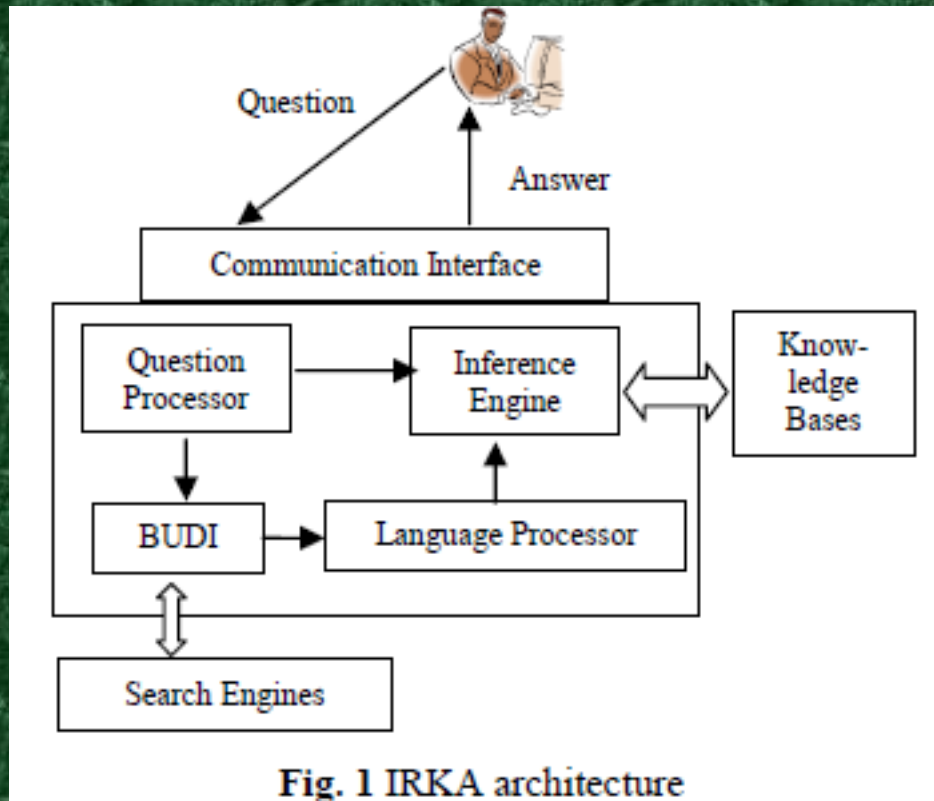 Question
Answer
Communication Interface
Question
Processor
Inference
Engine
Know-
ledge
Bases
BUDI
Language Processor
Search Engines
Fig. 1 IRKA architecture